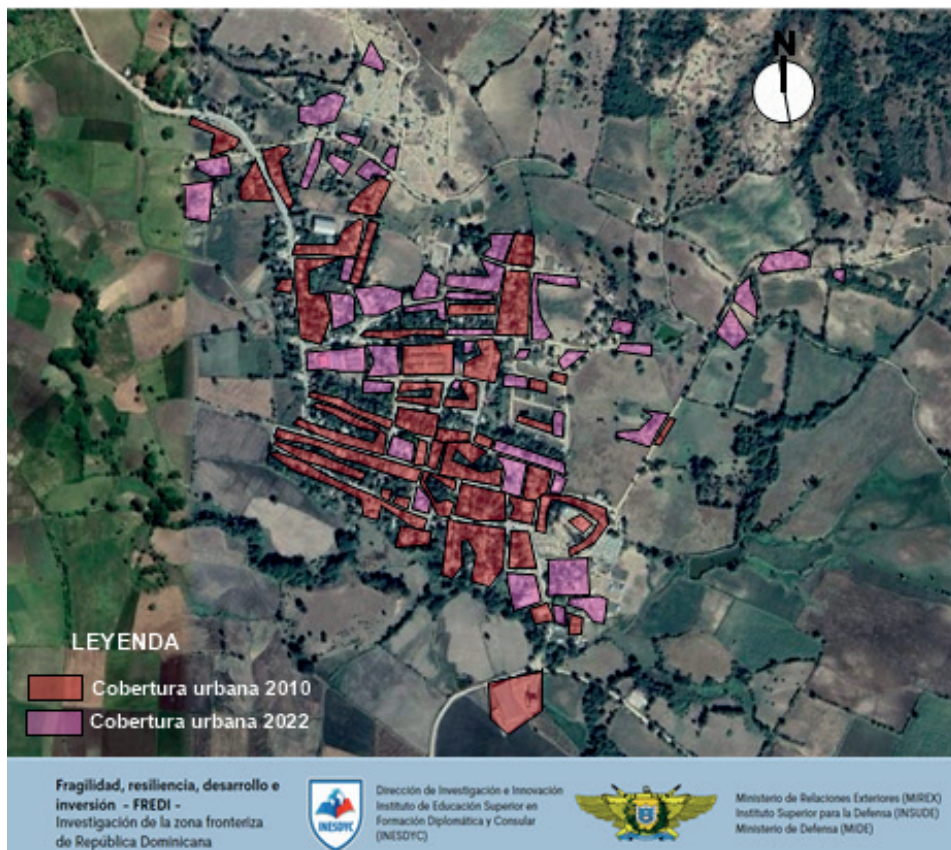 N
LEYENDA
Cobertura urbana 2010
Cobertura urbana 2022
Fragilidad, resiliencia, desarrollo e
inversión - FREDI -
Investigación de la zona fronteriza
de República Dominicana
INESDYC
Dirección de Investigación e Innovación
Instituto de Educación Superior en
Formación Diplomática y Consular
(INESDYC)
Ministerio de Relaciones Exteriores (MIREX)
Instituto Superior para la Defensa (INSUDE)
Ministerio de Defensa (MIDE)